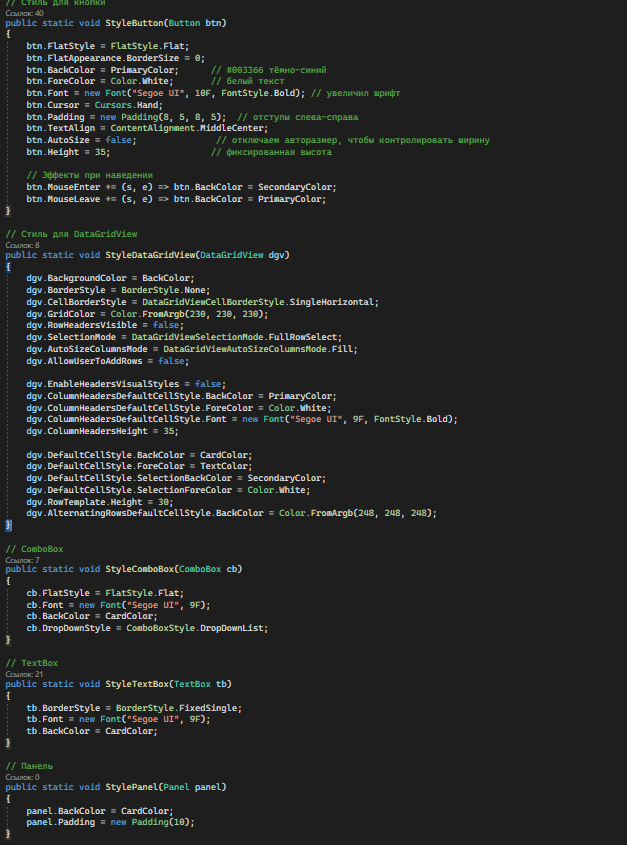 // Стиль для кнопки
Ссылок: 40
public static void StyleButton(Button btn)
{
btn.FlatStyle = FlatStyle.Flat;
btn.FlatAppearance.BorderSize = 0;
btn.BackColor = PrimaryColor; // #003366 тёмно-синий
btn.ForeColor = Color.White; // белый текст
btn.Font = new Font("Segoe UI", 10F, FontStyle.Bold); // увеличил шрифт
btn.Cursor = Cursors.Hand;
btn.Padding = new Padding(8, 5, 8, 5); // отступы слева-справа
btn.TextAlign = ContentAlignment.MiddleCenter;
btn.AutoSize = false; // отключаем авторазмер, чтобы контролировать ширину
btn.Height = 35; // фиксированная высота
// Эффекты при наведении
btn.MouseEnter += (s, e) => btn.BackColor = SecondaryColor;
btn.MouseLeave += (s, e) => btn.BackColor = PrimaryColor;
}
// Стиль для DataGridView
Ссылок: 8
public static void StyleDataGridView(DataGridView dgv)
{
dgv.BackgroundColor = BackColor;
dgv.BorderStyle = BorderStyle.None;
dgv.CellBorderStyle = DataGridViewCellBorderStyle.SingleHorizontal;
dgv.GridColor = Color.FromArgb(230, 230, 230);
dgv.RowHeadersVisible = false;
dgv.SelectionMode = DataGridViewSelectionMode.FullRowSelect;
dgv.AutoSizeColumnsMode = DataGridViewAutoSizeColumnsMode.Fill;
dgv.AllowUserToAddRows = false;
dgv.EnableHeadersVisualStyles = false;
dgv.ColumnHeadersDefaultCellStyle.BackColor = PrimaryColor;
dgv.ColumnHeadersDefaultCellStyle.ForeColor = Color.White;
dgv.ColumnHeadersDefaultCellStyle.Font = new Font("Segoe UI", 9F, FontStyle.Bold);
dgv.ColumnHeadersHeight = 35;
dgv.DefaultCellStyle.BackColor = CardColor;
dgv.DefaultCellStyle.ForeColor = TextColor;
dgv.DefaultCellStyle.SelectionBackColor = SecondaryColor;
dgv.DefaultCellStyle.SelectionForeColor = Color.White;
dgv.RowTemplate.Height = 30;
dgv.AlternatingRowsDefaultCellStyle.BackColor = Color.FromArgb(248, 248, 248);
}
// ComboBox
Ссылок: 7
public static void StyleComboBox(ComboBox cb)
{
cb.FlatStyle = FlatStyle.Flat;
cb.Font = new Font("Segoe UI", 9F);
cb.BackColor = CardColor;
cb.DropDownStyle = ComboBoxStyle.DropDownList;
}
// TextBox
Ссылок: 21
public static void StyleTextBox(TextBox tb)
{
tb.BorderStyle = BorderStyle.FixedSingle;
tb.Font = new Font("Segoe UI", 9F);
tb.BackColor = CardColor;
}
// Панель
Ссылок: 0
public static void StylePanel(Panel panel)
{
panel.BackColor = CardColor;
panel.Padding = new Padding(10);
}